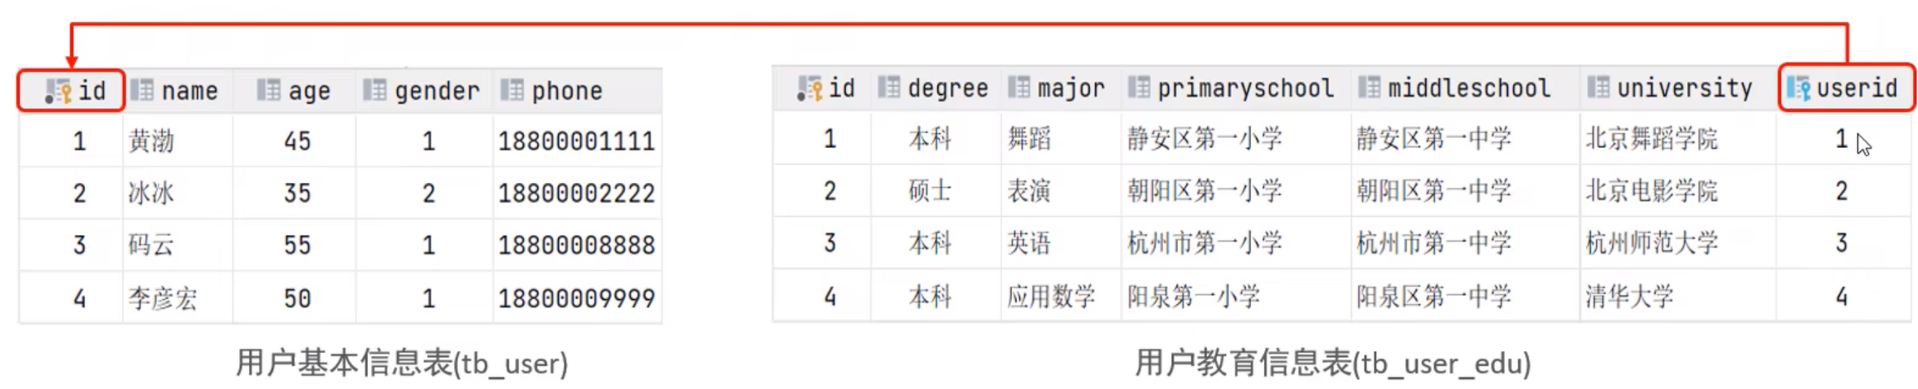 id name age gender phone
1 黄渤 45 1 18800001111
2 冰冰 35 2 18800002222
3 码云 55 1 18800008888
4 李彦宏 50 1 18800009999
用户基本信息表(tb_user)
id degree major primaryschool middleschool university userid
1 本科 舞蹈 静安区第一小学 静安区第一中学 北京舞蹈学院 1
2 硕士 表演 朝阳区第一小学 朝阳区第一中学 北京电影学院 2
3 本科 英语 杭州市第一小学 杭州市第一中学 杭州师范大学 3
4 本科 应用数学 阳泉第一小学 阳泉区第一中学 清华大学 4
用户教育信息表(tb_user_edu)